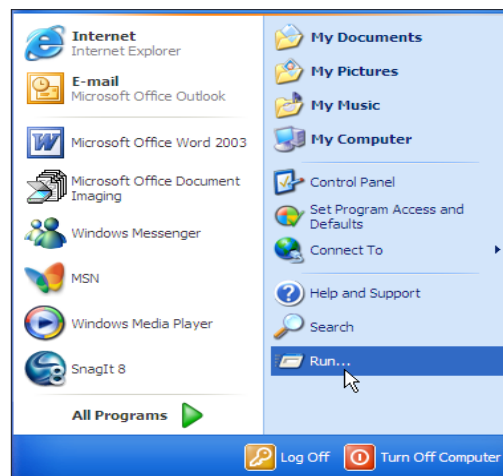 Internet
Internet Explorer
E-mail
Microsoft Office Outlook
Microsoft Office Word 2003
Microsoft Office Document
Imaging
Windows Messenger
MSN
Windows Media Player
SnagIt 8
All Programs
My Documents
My Pictures
My Music
My Computer
Control Panel
Set Program Access and
Defaults
Connect To
Help and Support
Search
Run...
Log Off
Turn Off Computer